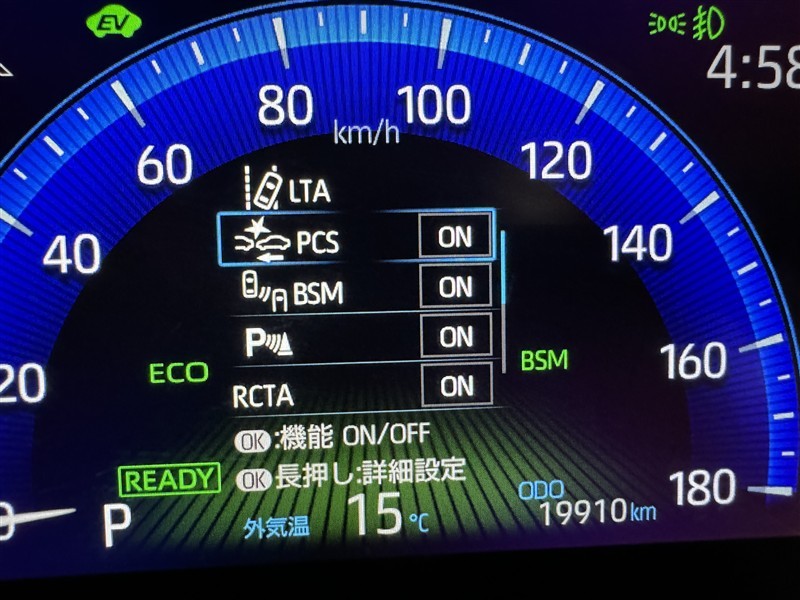 EV
4:58
80
100
km/h
60
120
LTA
40
PCS ON
140
BSM ON
P ON
20
ECO
BSM
160
RCTA ON
OK:機能 ON/OFF
READY
OK長押し:詳細設定
ODO
180
P
外気温 15℃
19910km